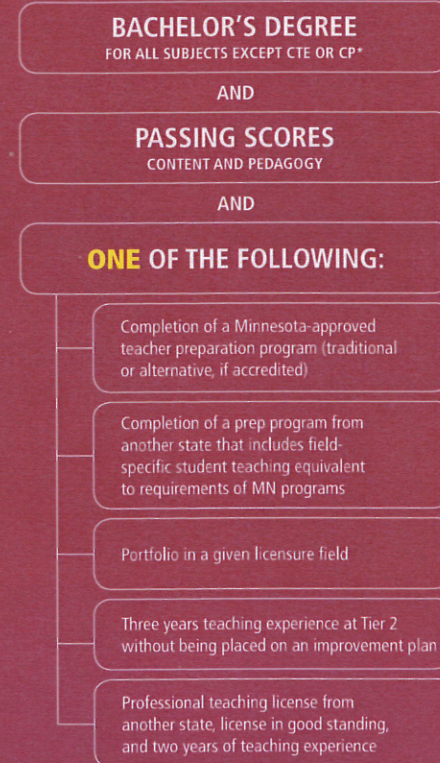 BACHELOR'S DEGREE
FOR ALL SUBJECTS EXCEPT CTE OR CP*
AND
PASSING SCORES
CONTENT AND PEDAGOGY
AND
ONE OF THE FOLLOWING:
Completion of a Minnesota-approved
teacher preparation program (traditional
or alternative, if accredited)
Completion of a prep program from
another state that includes field-
specific student teaching equivalent
to requirements of MN programs
Portfolio in a given licensure field
Three years teaching experience at Tier 2
without being placed on an improvement plan
Professional teaching license from
another state, license in good standing,
and two years of teaching experience